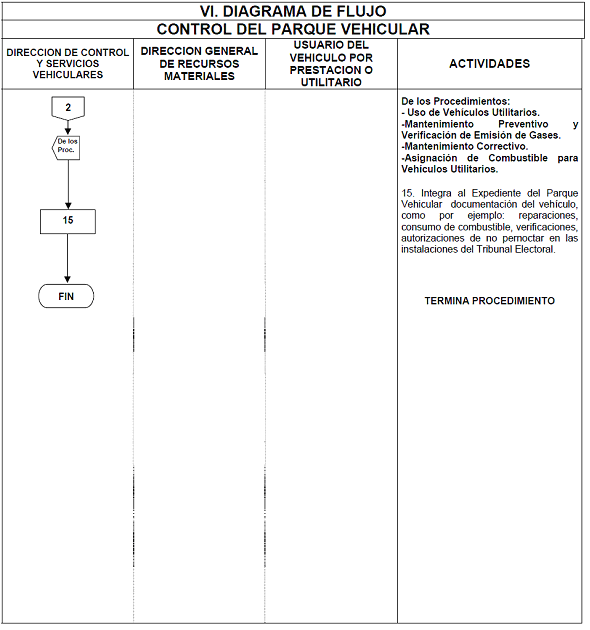 VI. DIAGRAMA DE FLUJO
CONTROL DEL PARQUE VEHICULAR
DIRECCION DE CONTROL
Y SERVICIOS
VEHICULARES
DIRECCION GENERAL
DE RECURSOS
MATERIALES
USUARIO DEL
VEHICULO POR
PRESTACION O
UTILITARIO
ACTIVIDADES
2
De los
Proc.
15
FIN
De los Procedimientos:
- Uso de Vehículos Utilitarios.
-Mantenimiento Preventivo y
Verificación de Emisión de Gases.
-Mantenimiento Correctivo.
-Asignación de Combustible para
Vehículos Utilitarios.
15. Integra al Expediente del Parque
Vehicular documentación del vehículo,
como por ejemplo: reparaciones,
consumo de combustible, verificaciones,
autorizaciones de no pernoctar en las
instalaciones del Tribunal Electoral.
TERMINA PROCEDIMIENTO